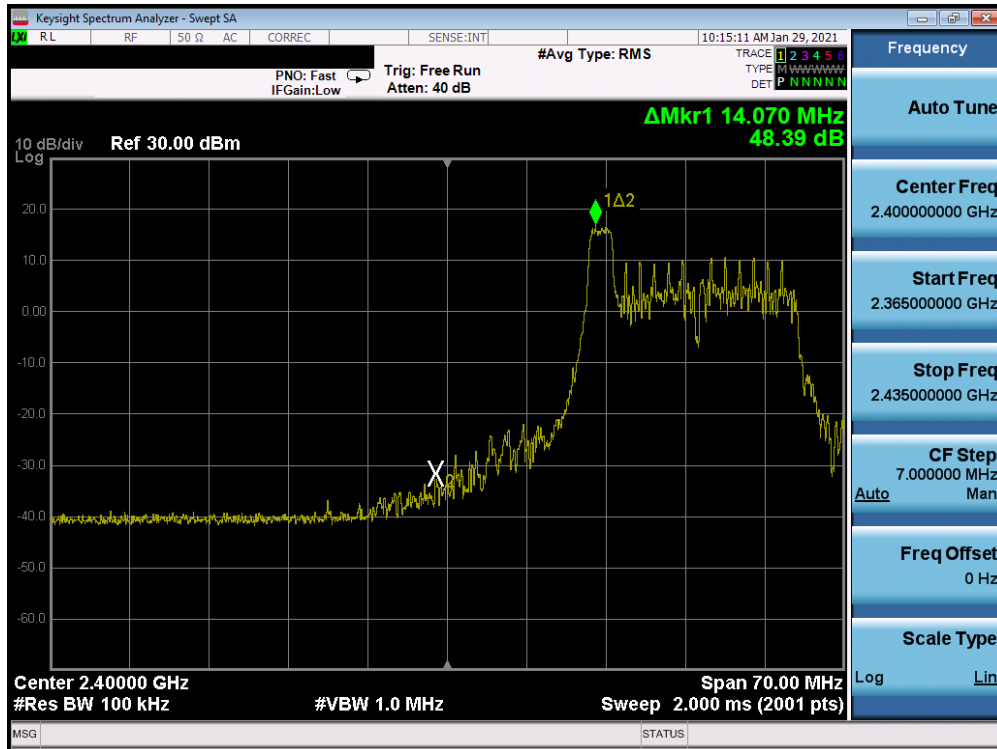 Keysight Spectrum Analyzer - Swept SA
LXI RL RF 50 Ω AC CORREC SENSE:INT 10:15:11 AM Jan 29, 2021
#Avg Type: RMS TRACE 1 2 3 4 5 6
PNO: Fast Trig: Free Run TYPE M WWWWW
IFGain:Low Atten: 40 dB DET P N N N N N
ΔMkr1 14.070 MHz
48.39 dB
10 dB/div Ref 30.00 dBm
Log
1Δ2
20.0
10.0
0.00
-10.0
-20.0
-30.0
X2
-40.0
-50.0
-60.0
Center 2.40000 GHz Span 70.00 MHz
#Res BW 100 kHz #VBW 1.0 MHz Sweep 2.000 ms (2001 pts)
MSG STATUS
Frequency
Auto Tune
Center Freq
2.400000000 GHz
Start Freq
2.365000000 GHz
Stop Freq
2.435000000 GHz
CF Step
7.000000 MHz
Auto Man
Freq Offset
0 Hz
Scale Type
Log Lin